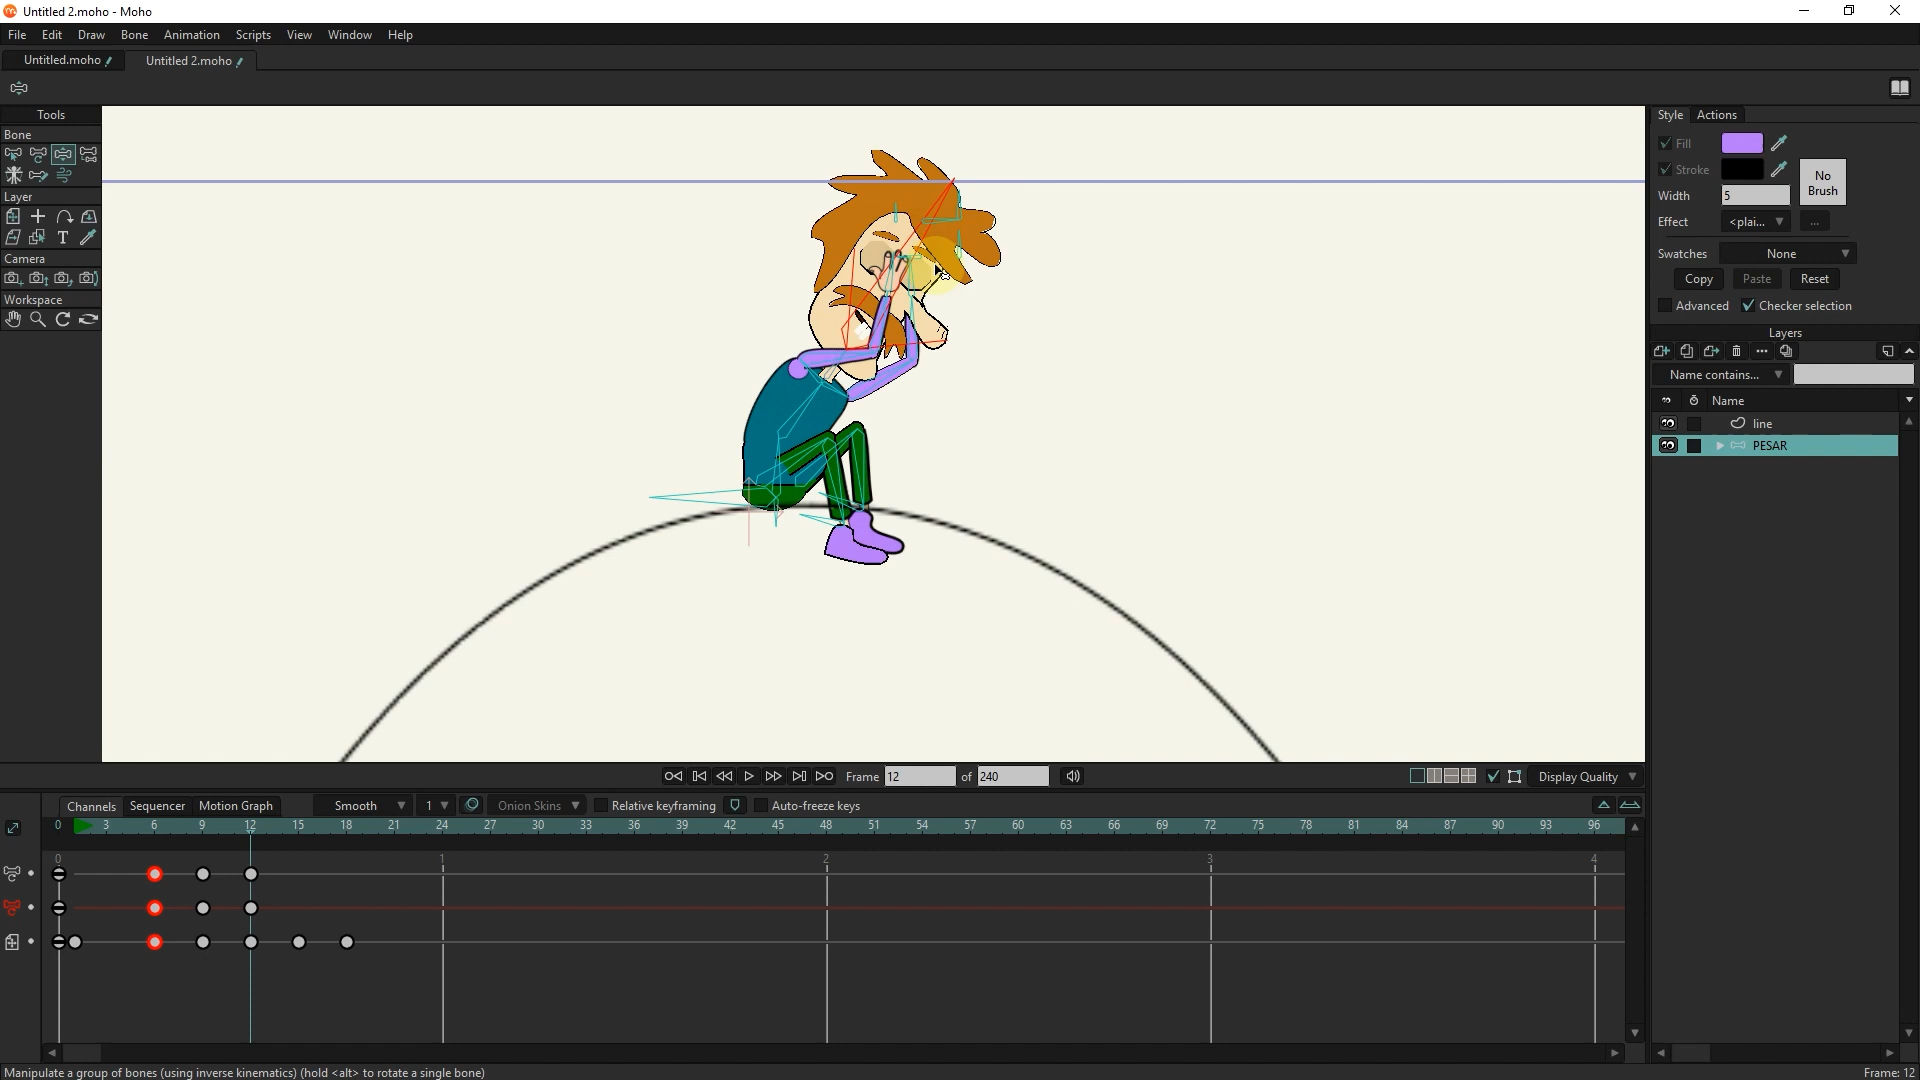 Untitled 2.moho - Moho
File Edit Draw Bone Animation Scripts View Window Help
Untitled.moho Untitled 2.moho
Tools
Bone
Layer
T
Camera
Workspace
Style Actions
Fill
Stroke
Width 5
No Brush
Effect <plai... ...
Swatches None
Copy Paste Reset
Advanced Checker selection
Layers
Name contains...
Name
line
PESAR
Frame 12 of 240
Display Quality
Channels Sequencer Motion Graph Smooth 1 Onion Skins Relative keyframing Auto-freeze keys
0 3 6 9 12 15 18 21 24 27 30 33 36 39 42 45 48 51 54 57 60 63 66 69 72 75 78 81 84 87 90 93 96
0 1 2 3 4
Manipulate a group of bones (using inverse kinematics) (hold <alt> to rotate a single bone)
Frame: 12